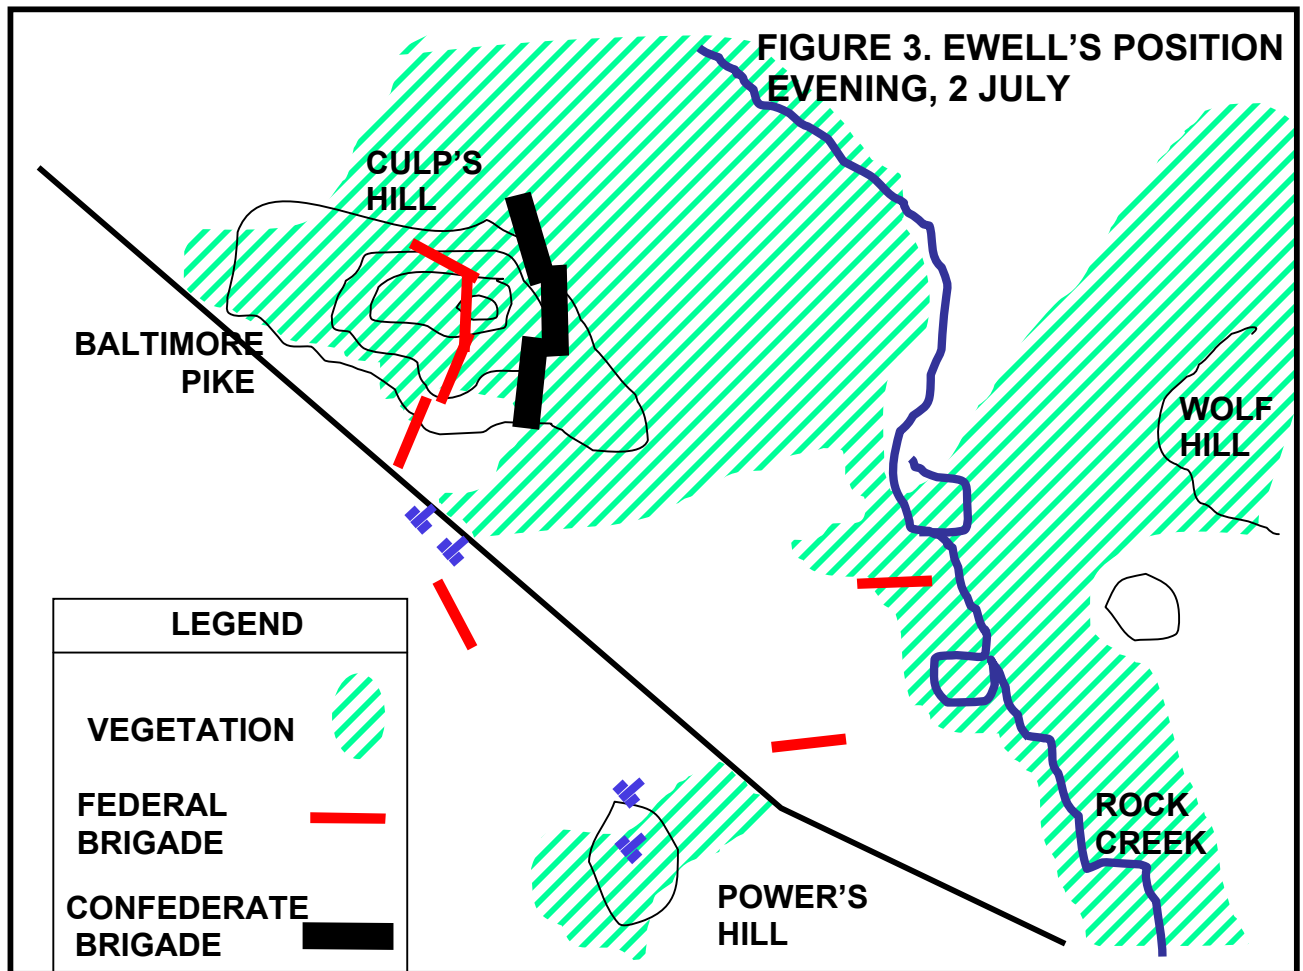 FIGURE 3. EWELL'S POSITION
EVENING, 2 JULY
CULP'S
HILL
BALTIMORE
PIKE
WOLF
HILL
LEGEND
VEGETATION
FEDERAL
BRIGADE
CONFEDERATE
BRIGADE
ROCK
CREEK
POWER'S
HILL